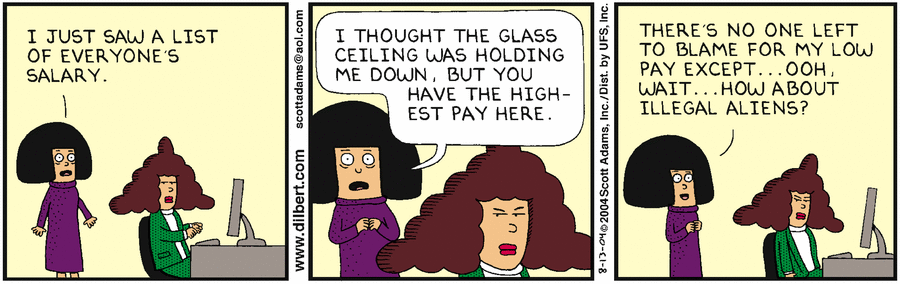 I JUST SAW A LIST
OF EVERYONE'S
SALARY.
www.dilbert.com
scottadams@aol.com
I THOUGHT THE GLASS
CEILING WAS HOLDING
ME DOWN, BUT YOU
HAVE THE HIGH-
EST PAY HERE.
8-13-04 © 2004 Scott Adams, Inc./Dist. by UFS, Inc.
THERE'S NO ONE LEFT
TO BLAME FOR MY LOW
PAY EXCEPT...OOH,
WAIT...HOW ABOUT
ILLEGAL ALIENS?